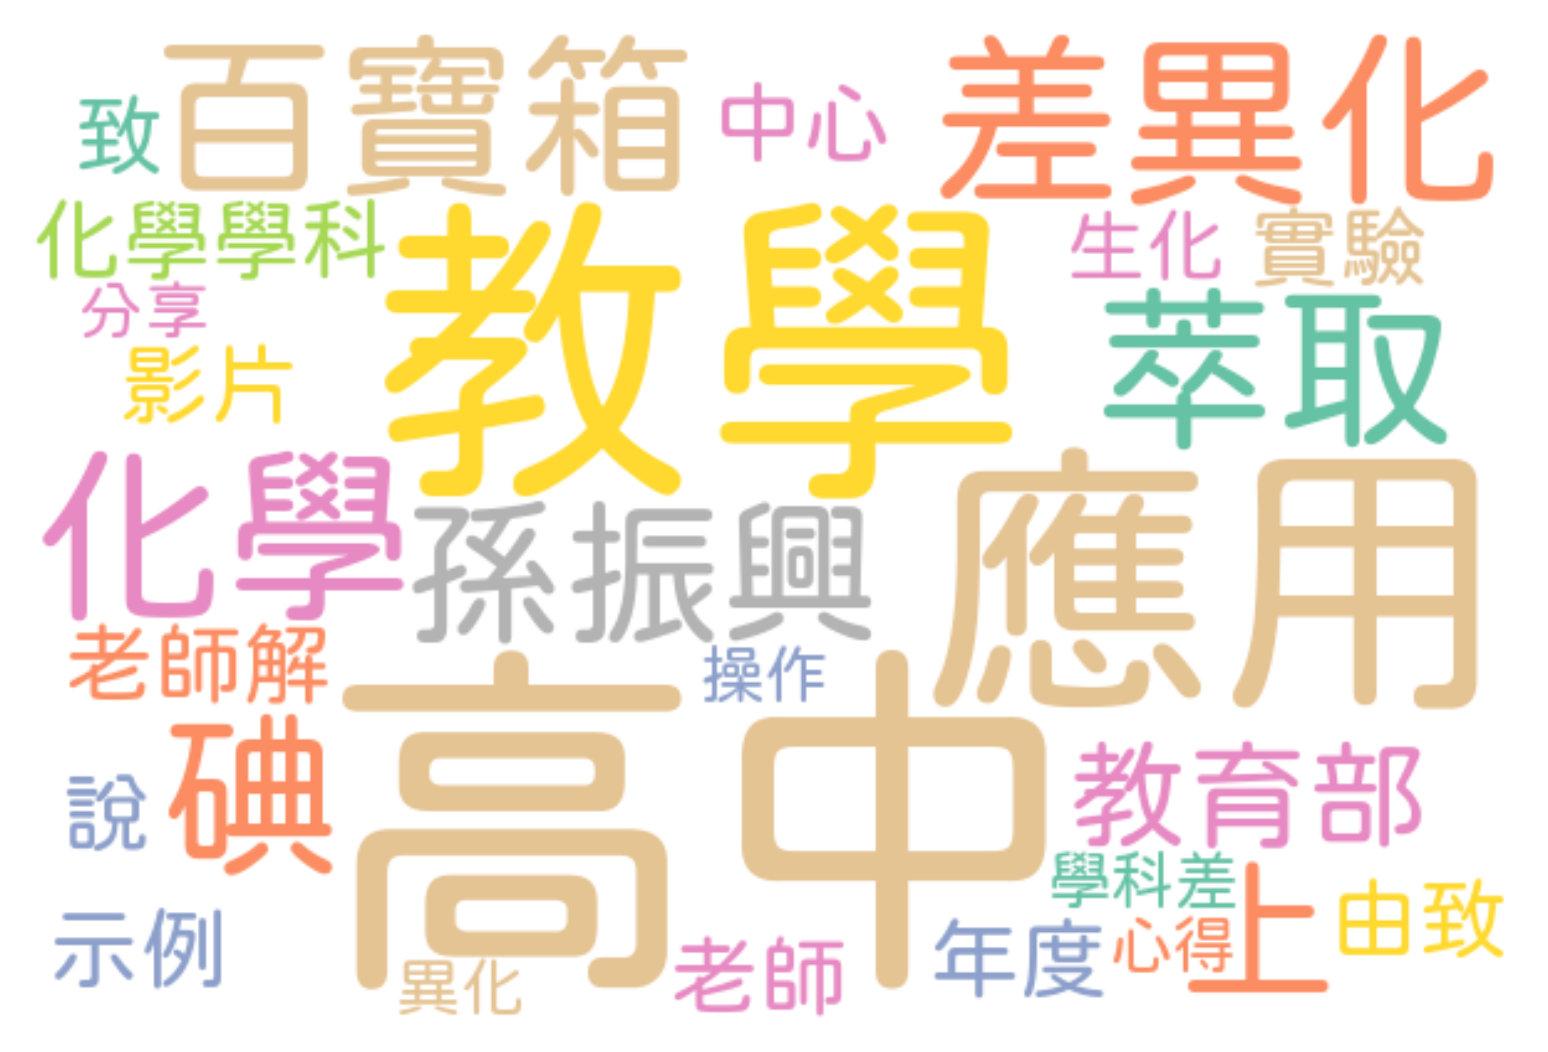 百寶箱
差異化
致
中心
化學學科
教學
生化
實驗
分享
萃取
影片
化學
孫振興
應用
老師解
操作
高中
碘
說
教育部
學科差
上
由致
示例
異化
老師
年度
心得